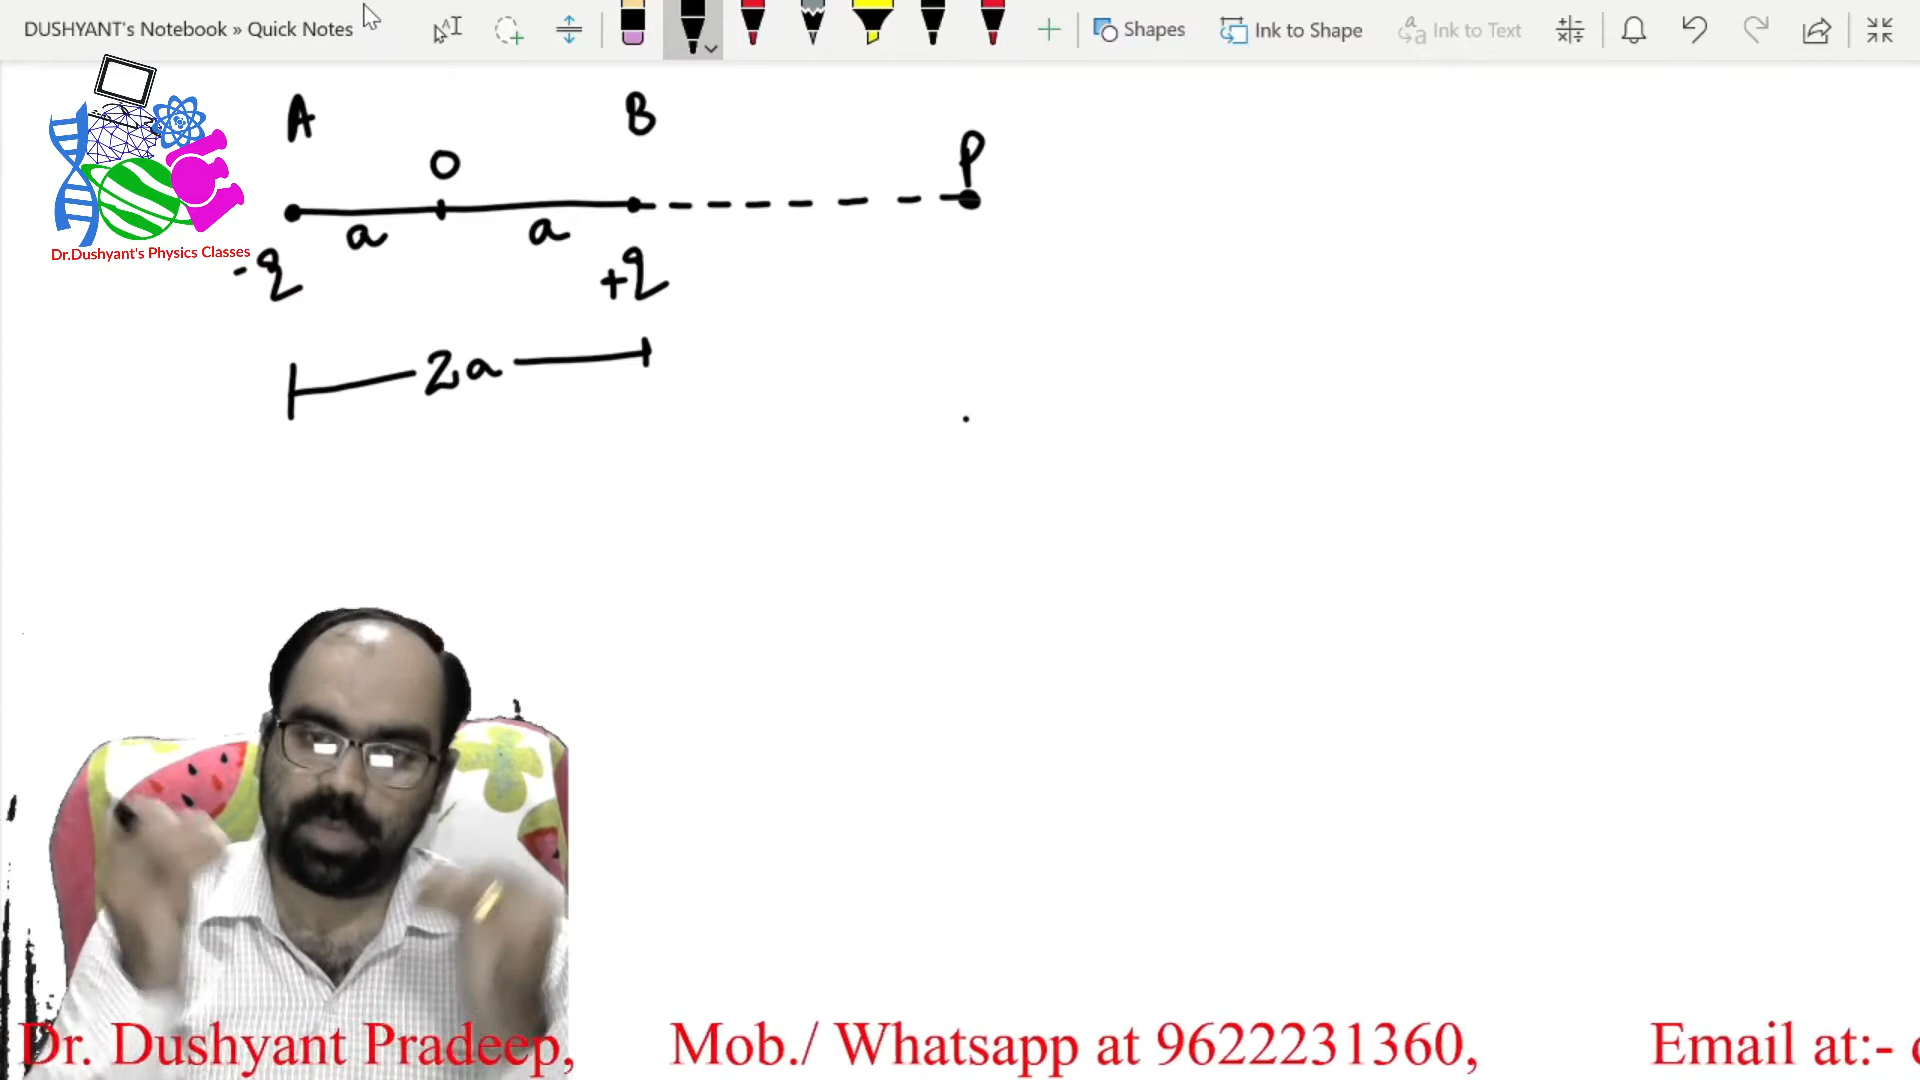 DUSHYANT's Notebook » Quick Notes
Shapes
Ink to Shape
Ink to Text
A
B
O
P
a
a
-q
+q
2a
Dr.Dushyant's Physics Classes
Dr. Dushyant Pradeep, Mob./ Whatsapp at 9622231360, Email at:-